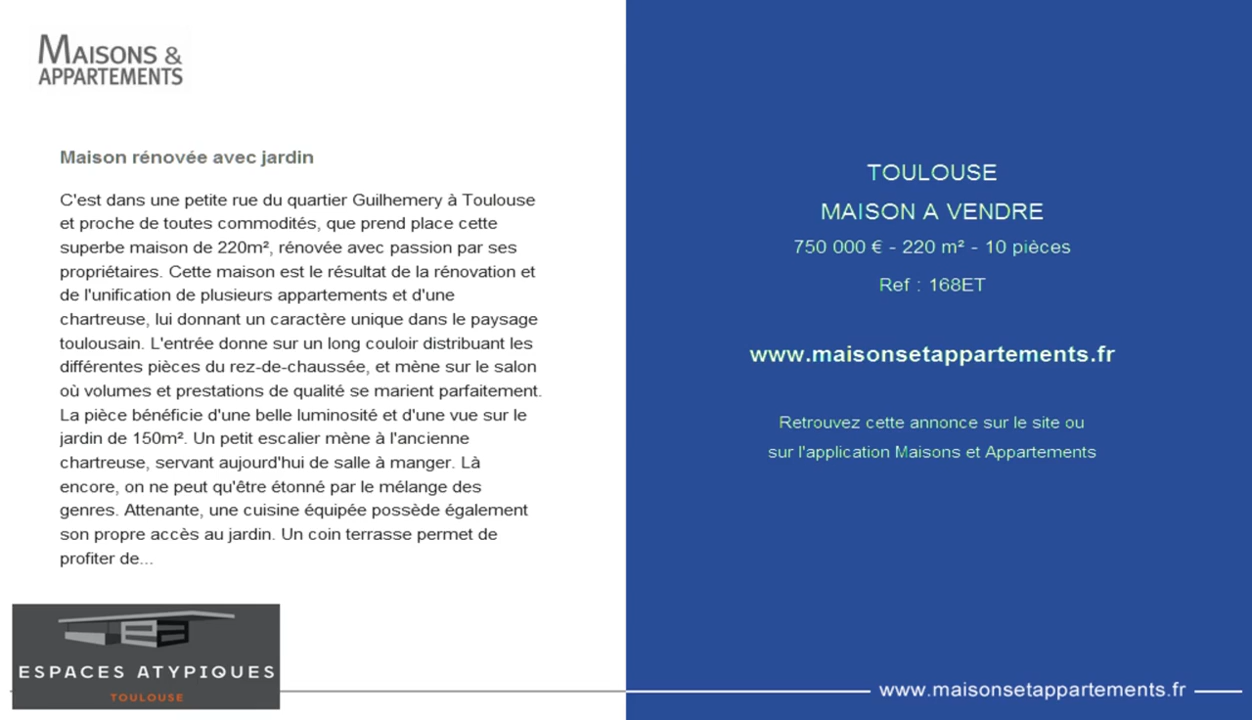 MAISONS &
APPARTEMENTS
Maison rénovée avec jardin
C'est dans une petite rue du quartier Guilhemery à Toulouse
et proche de toutes commodités, que prend place cette
superbe maison de 220m², rénovée avec passion par ses
propriétaires. Cette maison est le résultat de la rénovation et
de l'unification de plusieurs appartements et d'une
chartreuse, lui donnant un caractère unique dans le paysage
toulousain. L'entrée donne sur un long couloir distribuant les
différentes pièces du rez-de-chaussée, et mène sur le salon
où volumes et prestations de qualité se marient parfaitement.
La pièce bénéficie d'une belle luminosité et d'une vue sur le
jardin de 150m². Un petit escalier mène à l'ancienne
chartreuse, servant aujourd'hui de salle à manger. Là
encore, on ne peut qu'être étonné par le mélange des
genres. Attenante, une cuisine équipée possède également
son propre accès au jardin. Un coin terrasse permet de
profiter de...
ea
ESPACES ATYPIQUES
TOULOUSE
TOULOUSE
MAISON A VENDRE
750 000 € - 220 m² - 10 pièces
Ref : 168ET
www.maisonsetappartements.fr
Retrouvez cette annonce sur le site ou
sur l'application Maisons et Appartements
www.maisonsetappartements.fr